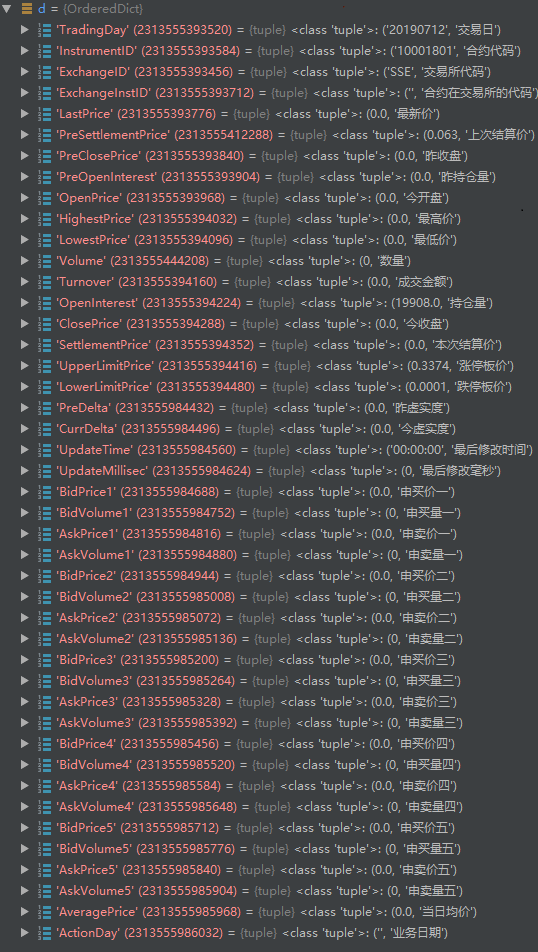 d = {OrderedDict}
'TradingDay' (2313555393520) = {tuple} <class 'tuple'>: ('20190712', '交易日')
'InstrumentID' (2313555393584) = {tuple} <class 'tuple'>: ('10001801', '合约代码')
'ExchangeID' (2313555393456) = {tuple} <class 'tuple'>: ('SSE', '交易所代码')
'ExchangeInstID' (2313555393712) = {tuple} <class 'tuple'>: ('', '合约在交易所的代码')
'LastPrice' (2313555393776) = {tuple} <class 'tuple'>: (0.0, '最新价')
'PreSettlementPrice' (2313555412288) = {tuple} <class 'tuple'>: (0.063, '上次结算价')
'PreClosePrice' (2313555393840) = {tuple} <class 'tuple'>: (0.0, '昨收盘')
'PreOpenInterest' (2313555393904) = {tuple} <class 'tuple'>: (0.0, '昨持仓量')
'OpenPrice' (2313555393968) = {tuple} <class 'tuple'>: (0.0, '今开盘')
'HighestPrice' (2313555394032) = {tuple} <class 'tuple'>: (0.0, '最高价')
'LowestPrice' (2313555394096) = {tuple} <class 'tuple'>: (0.0, '最低价')
'Volume' (2313555444208) = {tuple} <class 'tuple'>: (0, '数量')
'Turnover' (2313555394160) = {tuple} <class 'tuple'>: (0.0, '成交金额')
'OpenInterest' (2313555394224) = {tuple} <class 'tuple'>: (19908.0, '持仓量')
'ClosePrice' (2313555394288) = {tuple} <class 'tuple'>: (0.0, '今收盘')
'SettlementPrice' (2313555394352) = {tuple} <class 'tuple'>: (0.0, '本次结算价')
'UpperLimitPrice' (2313555394416) = {tuple} <class 'tuple'>: (0.3374, '涨停板价')
'LowerLimitPrice' (2313555394480) = {tuple} <class 'tuple'>: (0.0001, '跌停板价')
'PreDelta' (2313555984432) = {tuple} <class 'tuple'>: (0.0, '昨虚实度')
'CurrDelta' (2313555984496) = {tuple} <class 'tuple'>: (0.0, '今虚实度')
'UpdateTime' (2313555984560) = {tuple} <class 'tuple'>: ('00:00:00', '最后修改时间')
'UpdateMillisec' (2313555984624) = {tuple} <class 'tuple'>: (0, '最后修改毫秒')
'BidPrice1' (2313555984688) = {tuple} <class 'tuple'>: (0.0, '申买价一')
'BidVolume1' (2313555984752) = {tuple} <class 'tuple'>: (0, '申买量一')
'AskPrice1' (2313555984816) = {tuple} <class 'tuple'>: (0.0, '申卖价一')
'AskVolume1' (2313555984880) = {tuple} <class 'tuple'>: (0, '申卖量一')
'BidPrice2' (2313555984944) = {tuple} <class 'tuple'>: (0.0, '申买价二')
'BidVolume2' (2313555985008) = {tuple} <class 'tuple'>: (0, '申买量二')
'AskPrice2' (2313555985072) = {tuple} <class 'tuple'>: (0.0, '申卖价二')
'AskVolume2' (2313555985136) = {tuple} <class 'tuple'>: (0, '申卖量二')
'BidPrice3' (2313555985200) = {tuple} <class 'tuple'>: (0.0, '申买价三')
'BidVolume3' (2313555985264) = {tuple} <class 'tuple'>: (0, '申买量三')
'AskPrice3' (2313555985328) = {tuple} <class 'tuple'>: (0.0, '申卖价三')
'AskVolume3' (2313555985392) = {tuple} <class 'tuple'>: (0, '申卖量三')
'BidPrice4' (2313555985456) = {tuple} <class 'tuple'>: (0.0, '申买价四')
'BidVolume4' (2313555985520) = {tuple} <class 'tuple'>: (0, '申买量四')
'AskPrice4' (2313555985584) = {tuple} <class 'tuple'>: (0.0, '申卖价四')
'AskVolume4' (2313555985648) = {tuple} <class 'tuple'>: (0, '申卖量四')
'BidPrice5' (2313555985712) = {tuple} <class 'tuple'>: (0.0, '申买价五')
'BidVolume5' (2313555985776) = {tuple} <class 'tuple'>: (0, '申买量五')
'AskPrice5' (2313555985840) = {tuple} <class 'tuple'>: (0.0, '申卖价五')
'AskVolume5' (2313555985904) = {tuple} <class 'tuple'>: (0, '申卖量五')
'AveragePrice' (2313555985968) = {tuple} <class 'tuple'>: (0.0, '当日均价')
'ActionDay' (2313555986032) = {tuple} <class 'tuple'>: ('', '业务日期')